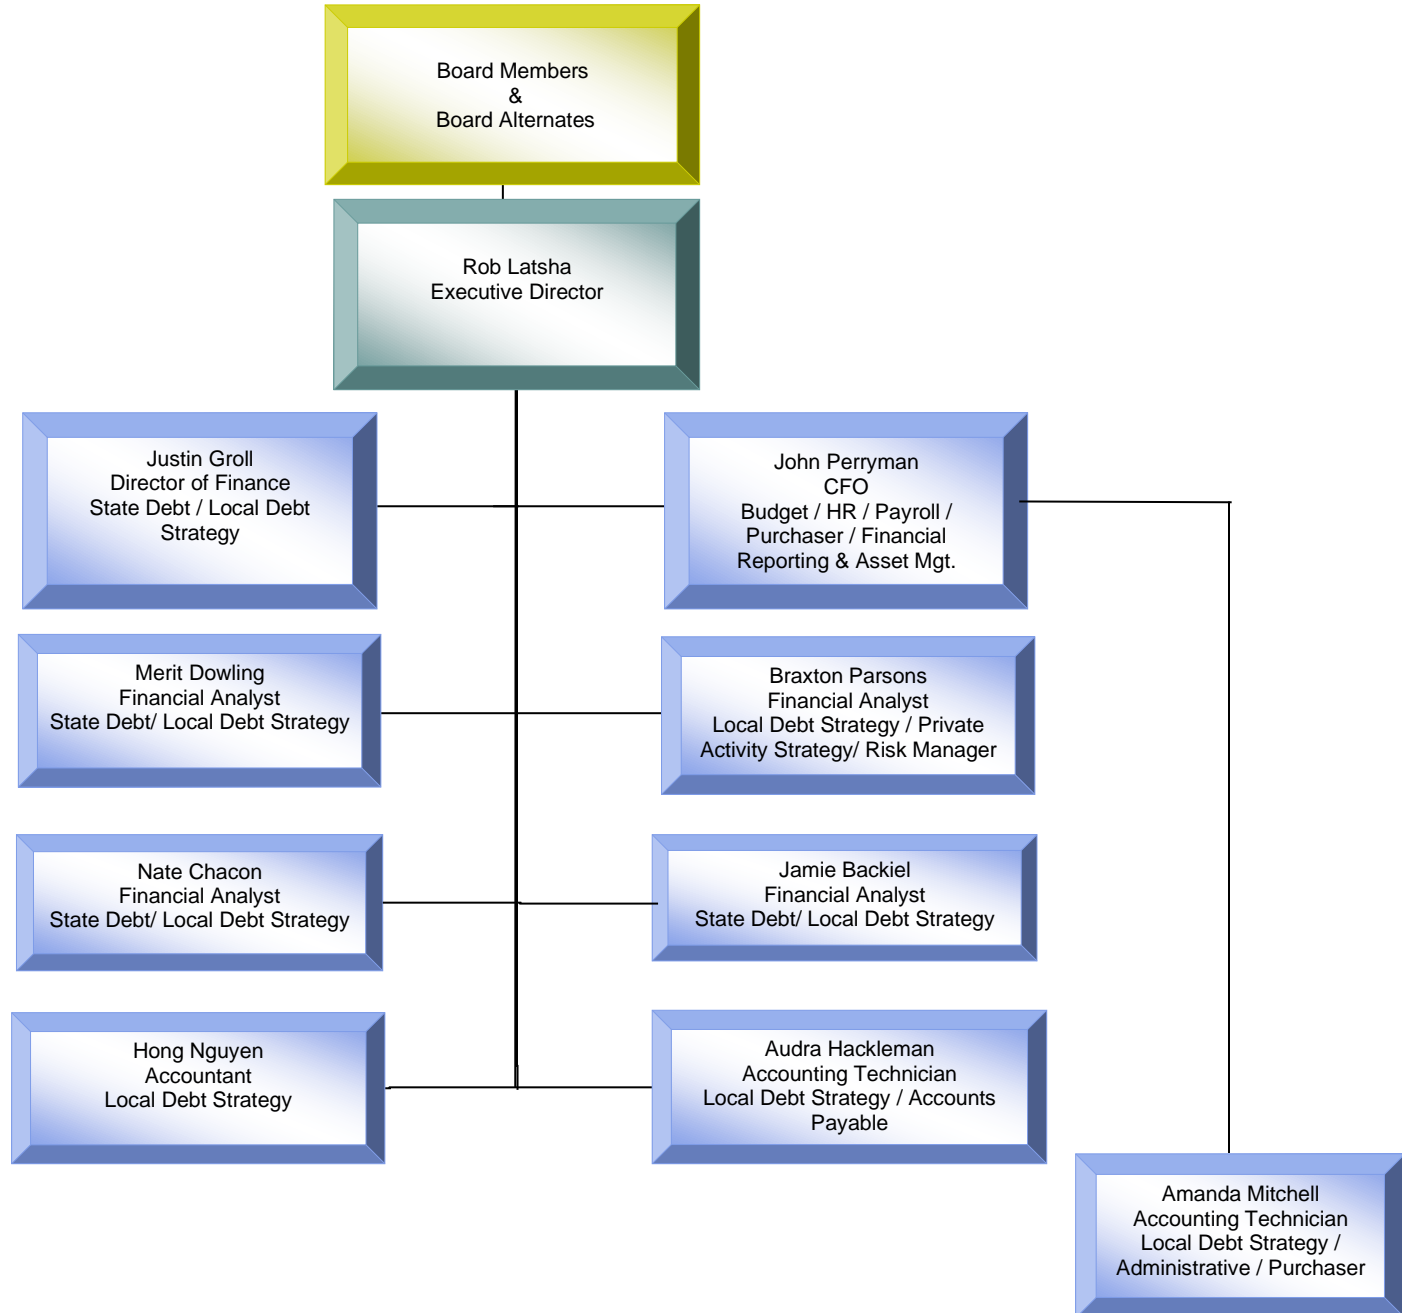 Board Members
&
Board Alternates
Rob Latsha
Executive Director
Justin Groll
Director of Finance
State Debt / Local Debt
Strategy
John Perryman
CFO
Budget / HR / Payroll /
Purchaser / Financial
Reporting & Asset Mgt.
Merit Dowling
Financial Analyst
State Debt/ Local Debt Strategy
Braxton Parsons
Financial Analyst
Local Debt Strategy / Private
Activity Strategy/ Risk Manager
Nate Chacon
Financial Analyst
State Debt/ Local Debt Strategy
Jamie Backiel
Financial Analyst
State Debt/ Local Debt Strategy
Hong Nguyen
Accountant
Local Debt Strategy
Audra Hackleman
Accounting Technician
Local Debt Strategy / Accounts
Payable
Amanda Mitchell
Accounting Technician
Local Debt Strategy /
Administrative / Purchaser